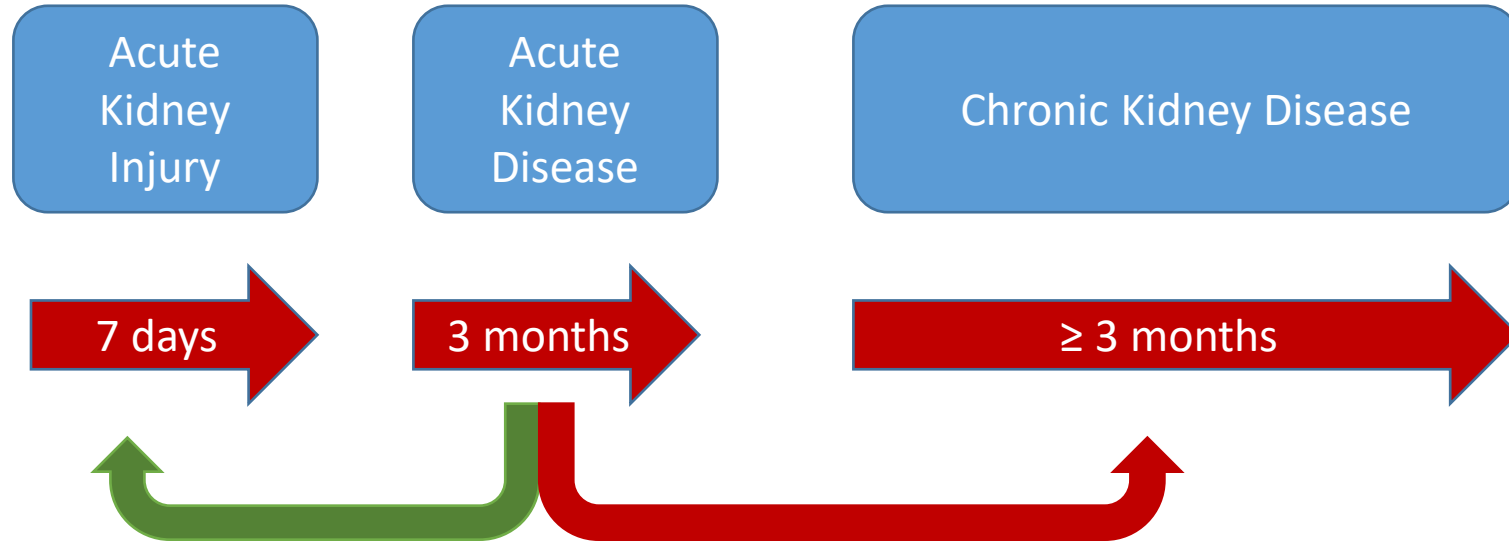 Acute
Kidney
Injury
Acute
Kidney
Disease
Chronic Kidney Disease
7 days
3 months
≥ 3 months